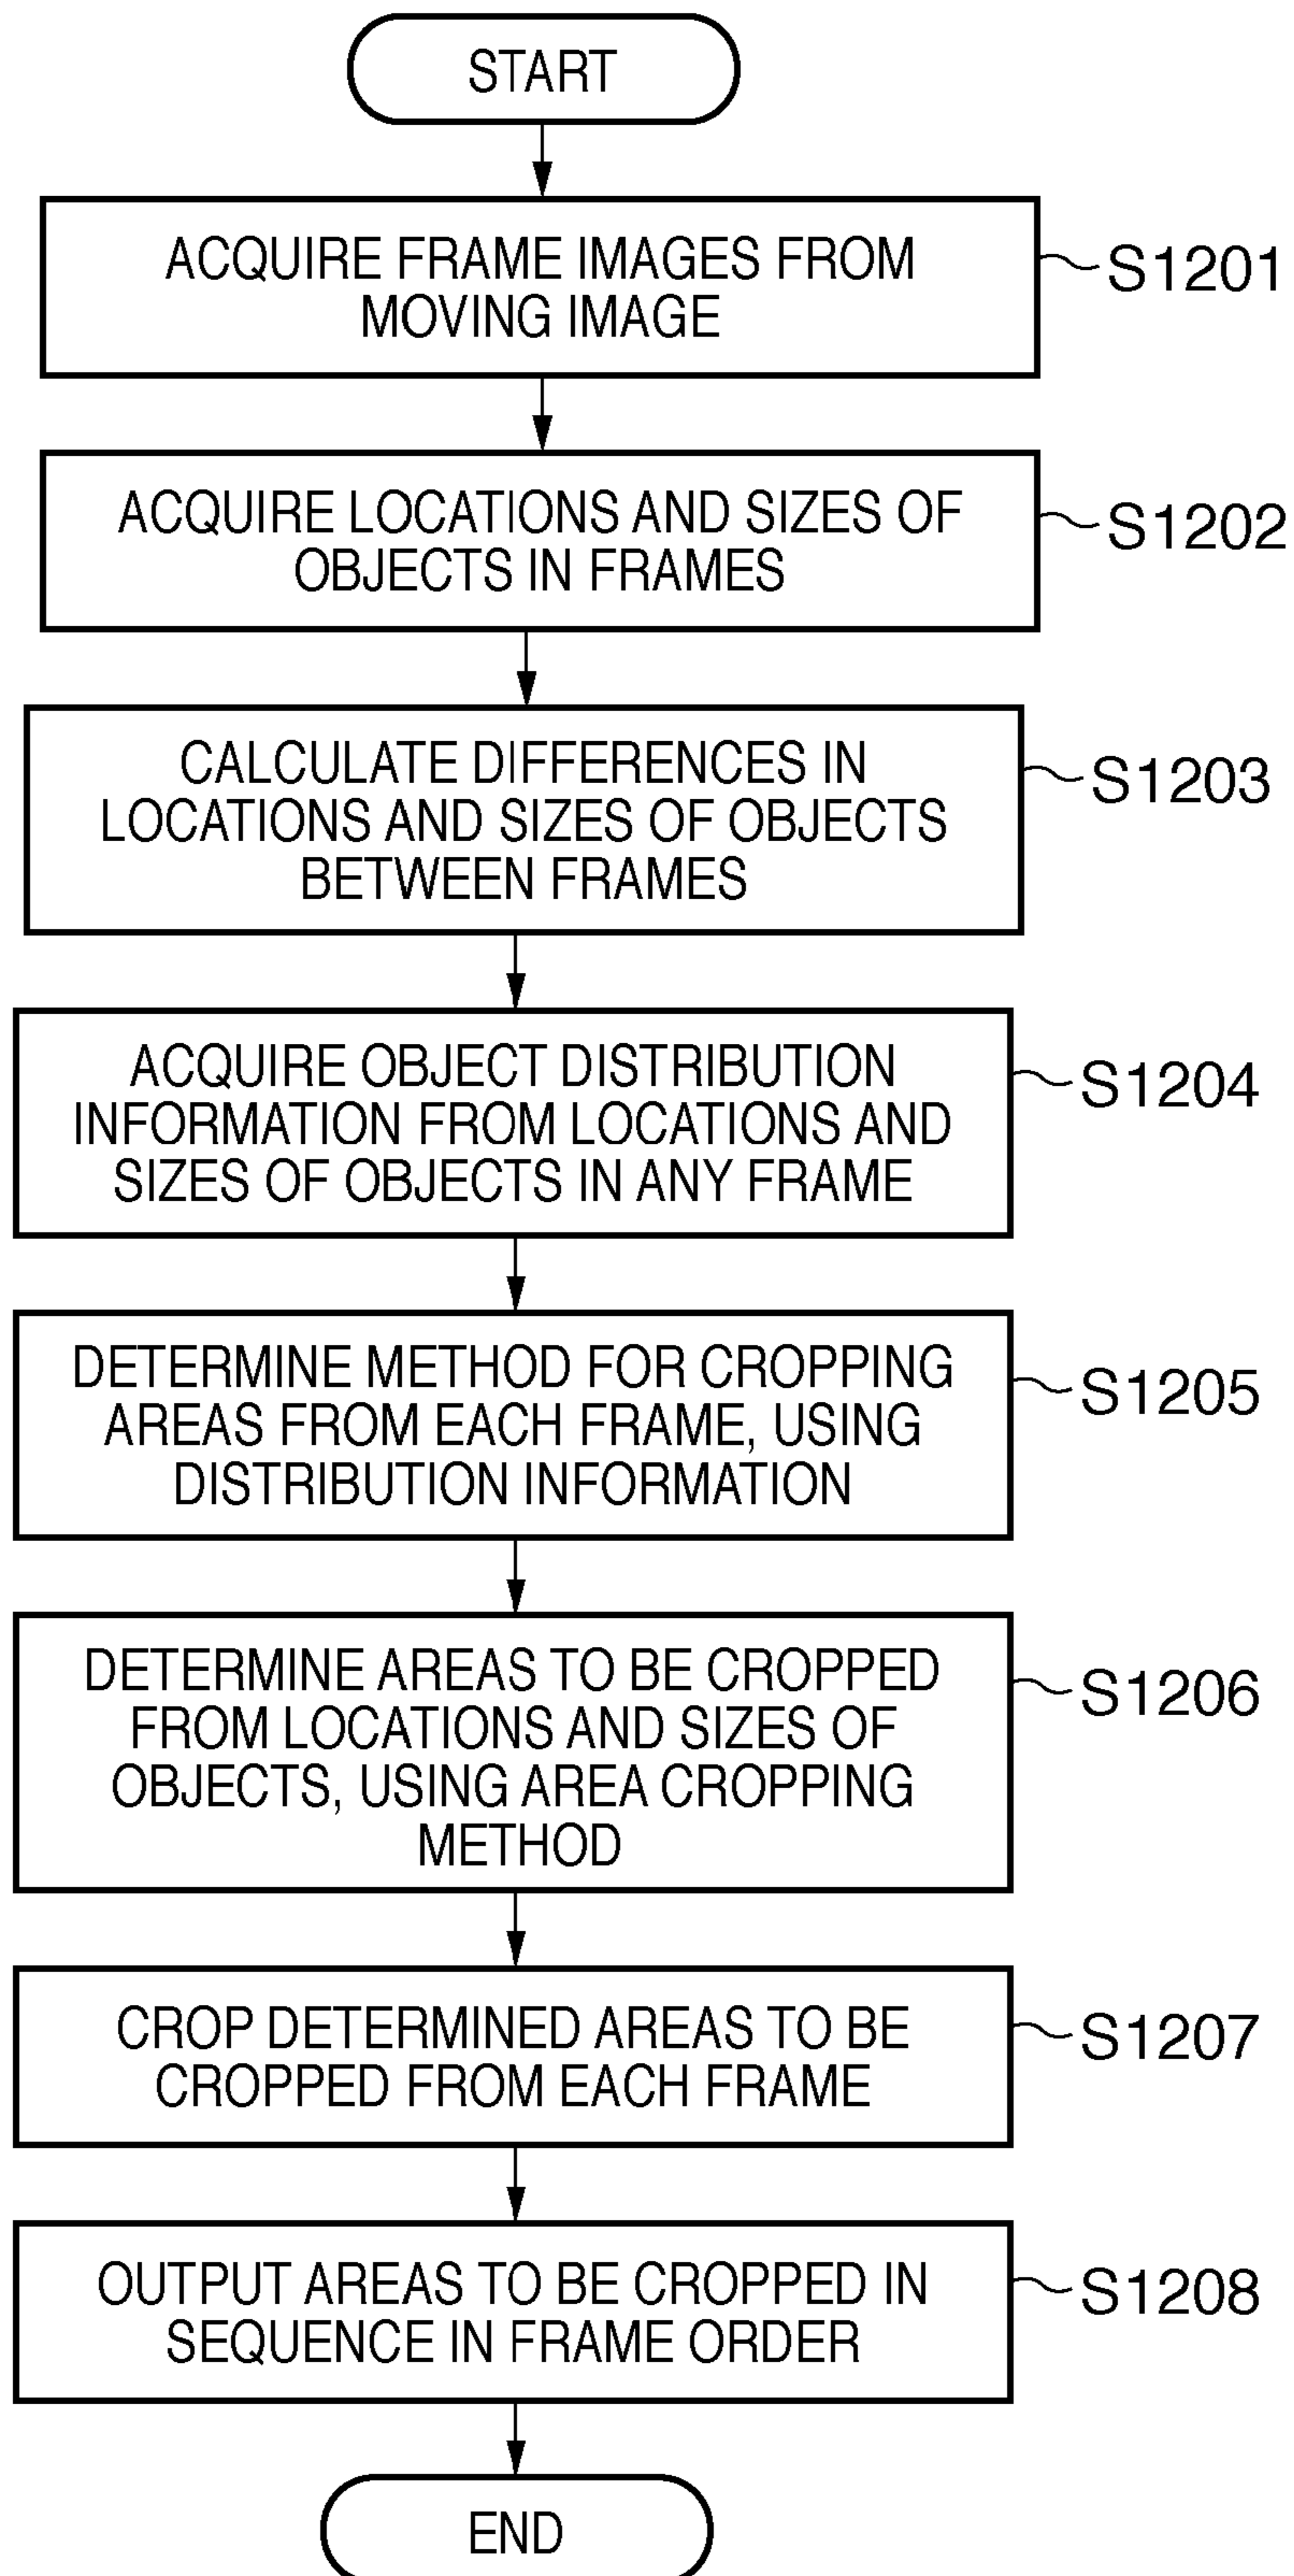 START
ACQUIRE FRAME IMAGES FROM
MOVING IMAGE
S1201
ACQUIRE LOCATIONS AND SIZES OF
OBJECTS IN FRAMES
S1202
CALCULATE DIFFERENCES IN
LOCATIONS AND SIZES OF OBJECTS
BETWEEN FRAMES
S1203
ACQUIRE OBJECT DISTRIBUTION
INFORMATION FROM LOCATIONS AND
SIZES OF OBJECTS IN ANY FRAME
S1204
DETERMINE METHOD FOR CROPPING
AREAS FROM EACH FRAME, USING
DISTRIBUTION INFORMATION
S1205
DETERMINE AREAS TO BE CROPPED
FROM LOCATIONS AND SIZES OF
OBJECTS, USING AREA CROPPING
METHOD
S1206
CROP DETERMINED AREAS TO BE
CROPPED FROM EACH FRAME
S1207
OUTPUT AREAS TO BE CROPPED IN
SEQUENCE IN FRAME ORDER
S1208
END